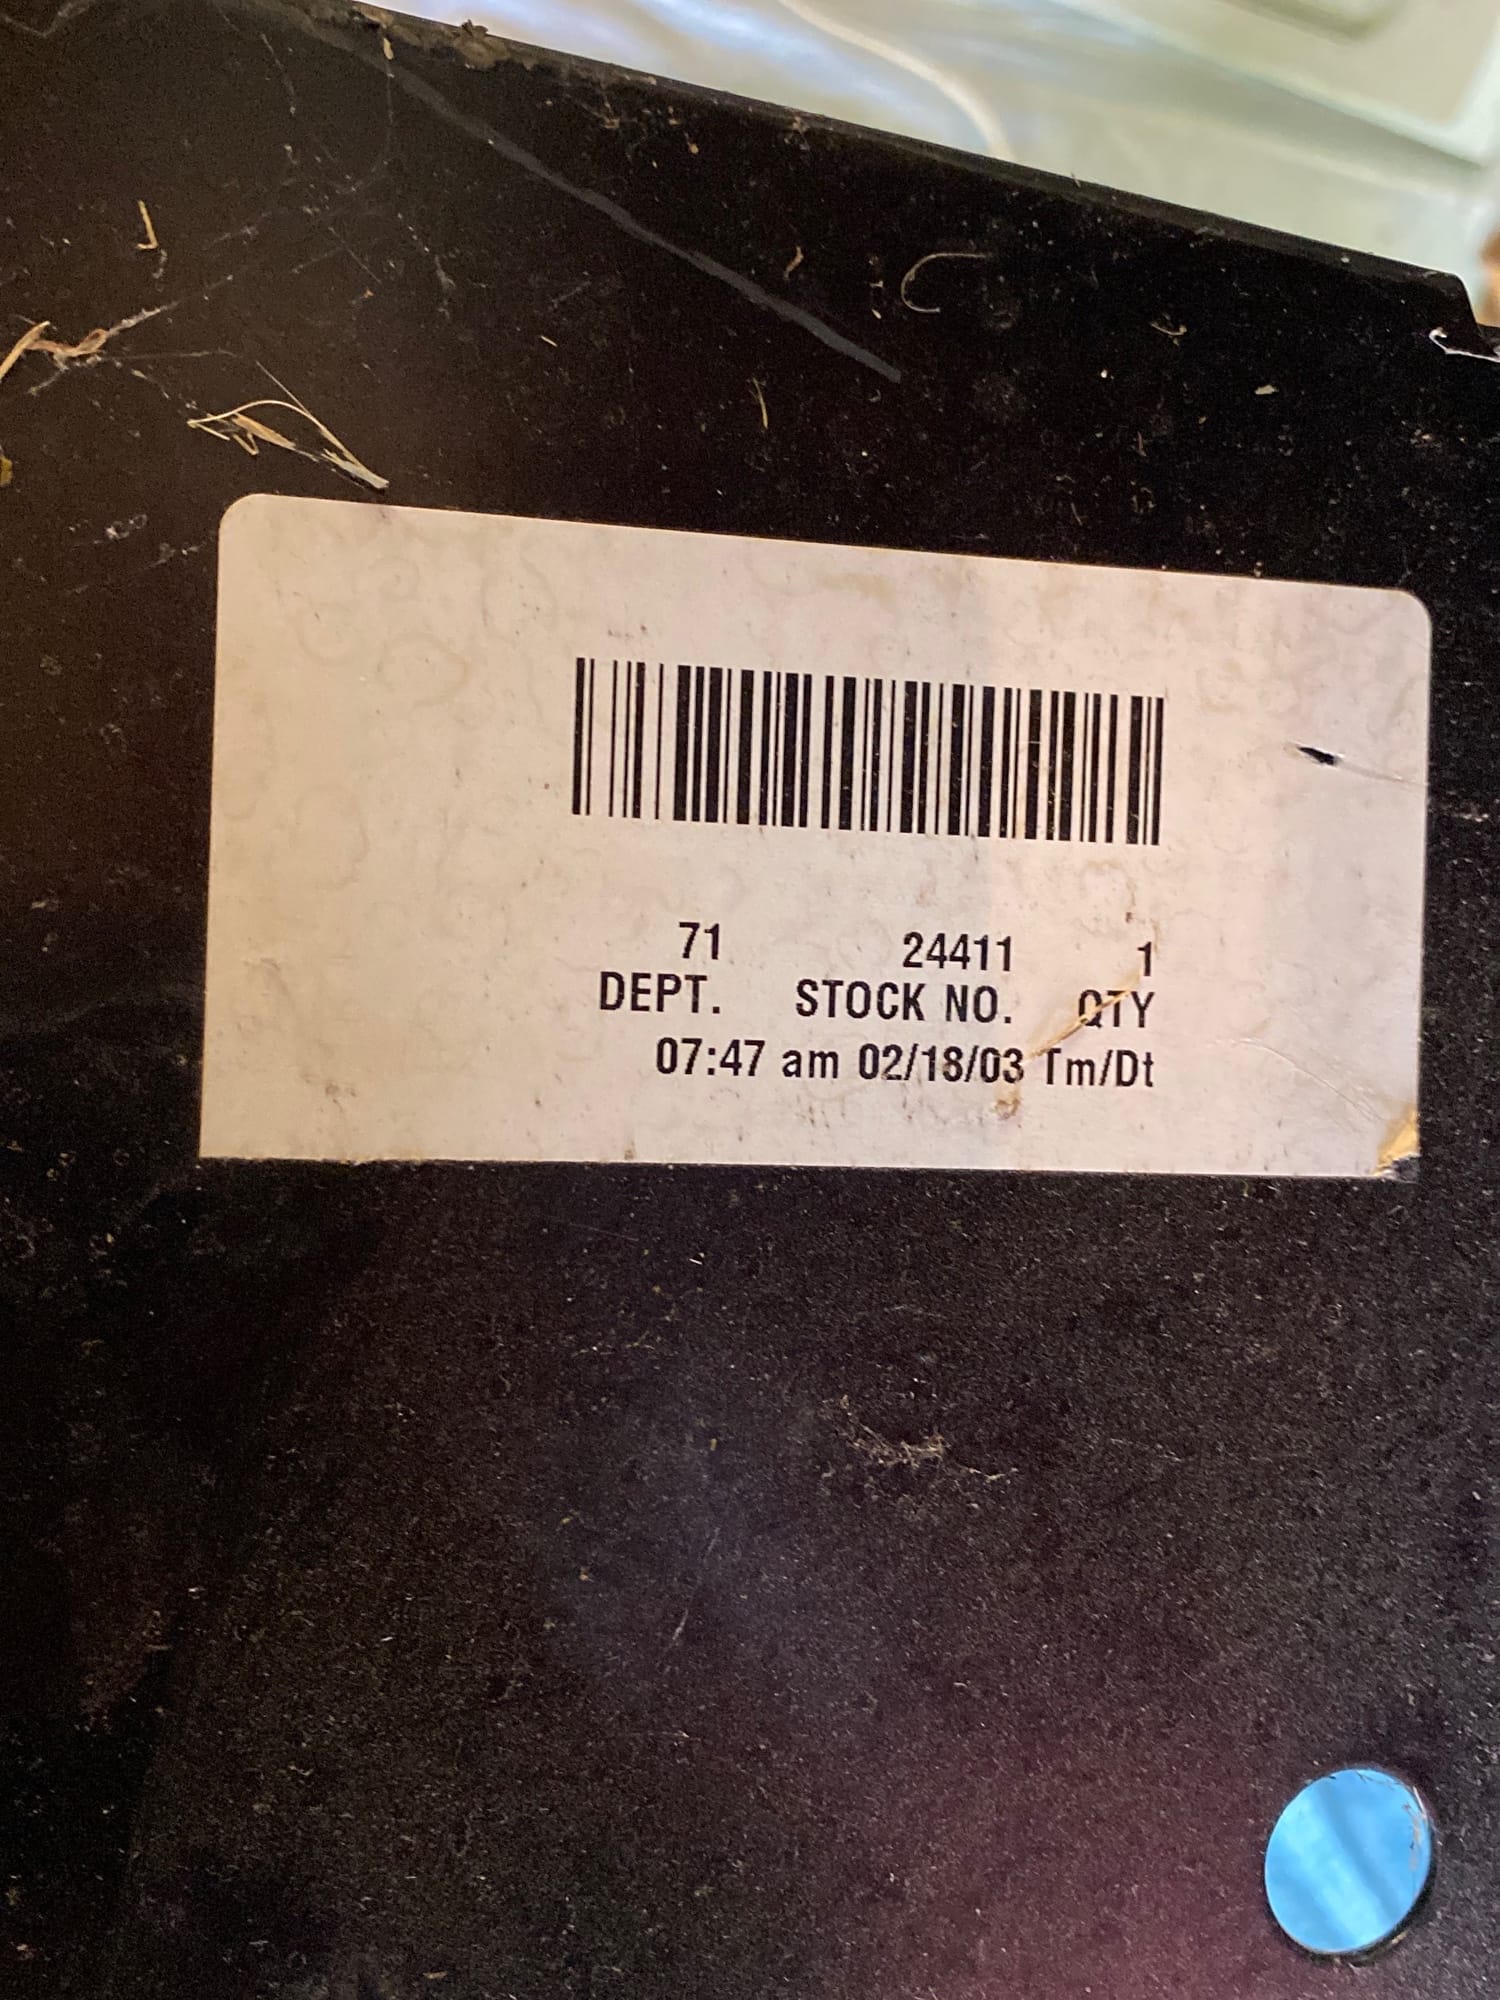 71 24411 1
DEPT. STOCK NO. QTY
07:47 am 02/18/03 Tm/Dt